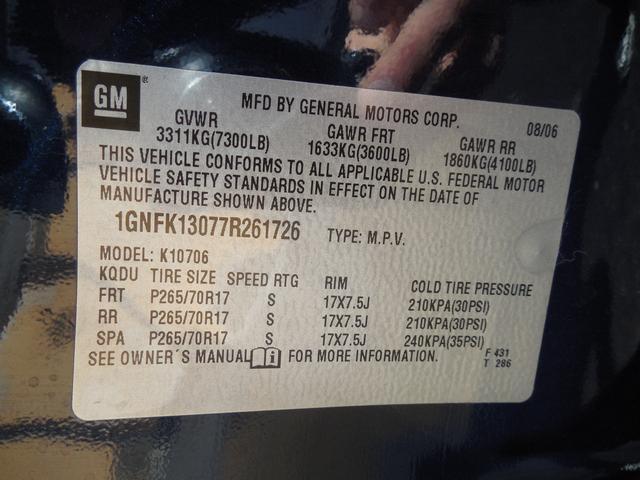 GM ®
MFD BY GENERAL MOTORS CORP. 08/06
GVWR GAWR FRT GAWR RR
3311KG(7300LB) 1633KG(3600LB) 1860KG(4100LB)
THIS VEHICLE CONFORMS TO ALL APPLICABLE U.S. FEDERAL MOTOR
VEHICLE SAFETY STANDARDS IN EFFECT ON THE DATE OF
MANUFACTURE SHOWN ABOVE.
1GNFK13077R261726 TYPE: M.P.V.
MODEL: K10706
KQDU TIRE SIZE SPEED RTG RIM COLD TIRE PRESSURE
FRT P265/70R17 S 17X7.5J 210KPA(30PSI)
RR P265/70R17 S 17X7.5J 210KPA(30PSI)
SPA P265/70R17 S 17X7.5J 240KPA(35PSI)
SEE OWNER´S MANUAL i FOR MORE INFORMATION. F 431
T 286